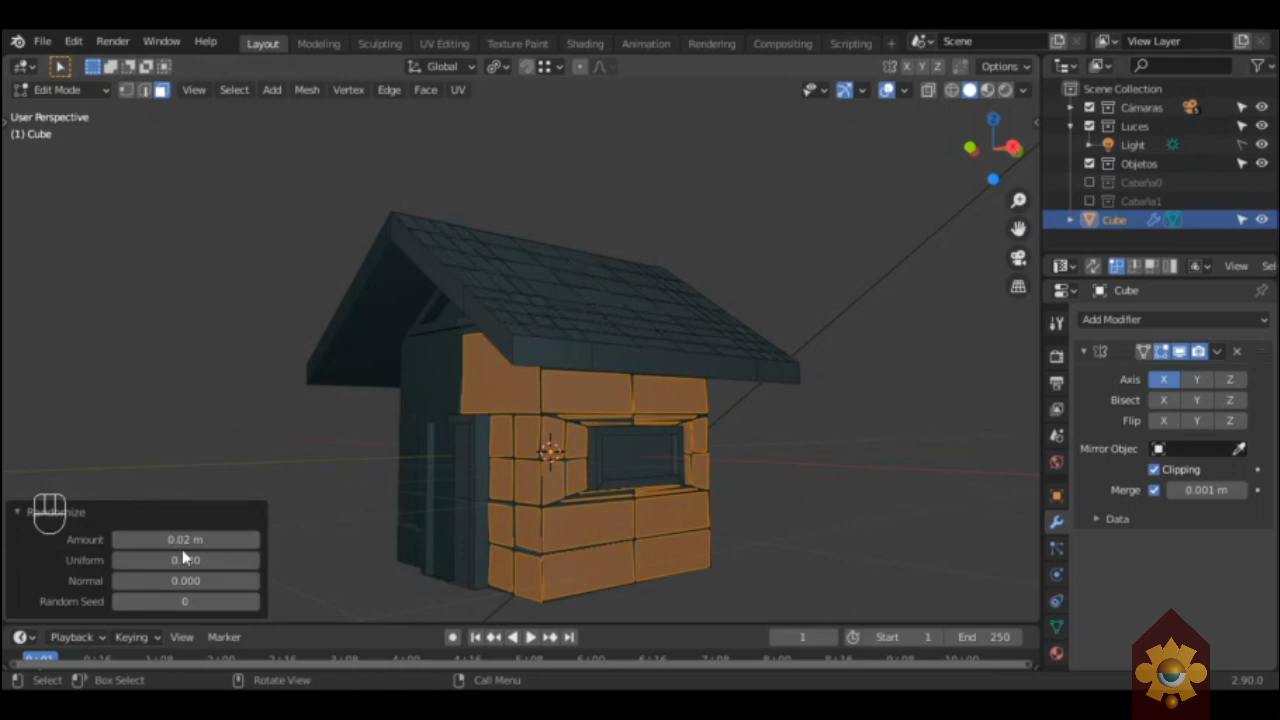 File Edit Render Window Help Layout Modeling Sculpting UV Editing Texture Paint Shading Animation Rendering Compositing Scripting + Scene View Layer
Global X Y Z Options
Edit Mode View Select Add Mesh Vertex Edge Face UV
User Perspective
(1) Cube
Scene Collection
Cámaras 5
Luces
Light
Objetos
Cabaña0
Cabaña1
Cube
View
Cube
Add Modifier
Axis X Y Z
Bisect X Y Z
Flip X Y Z
Mirror Objec
Clipping
Merge 0.001 m
Data
Z
X
Amount 0.02 m
Uniform
Normal 0.000
Random Seed 0
Playback Keying View Marker 1 Start 1 End 250
Select Box Select Rotate View Call Menu 2.90.0